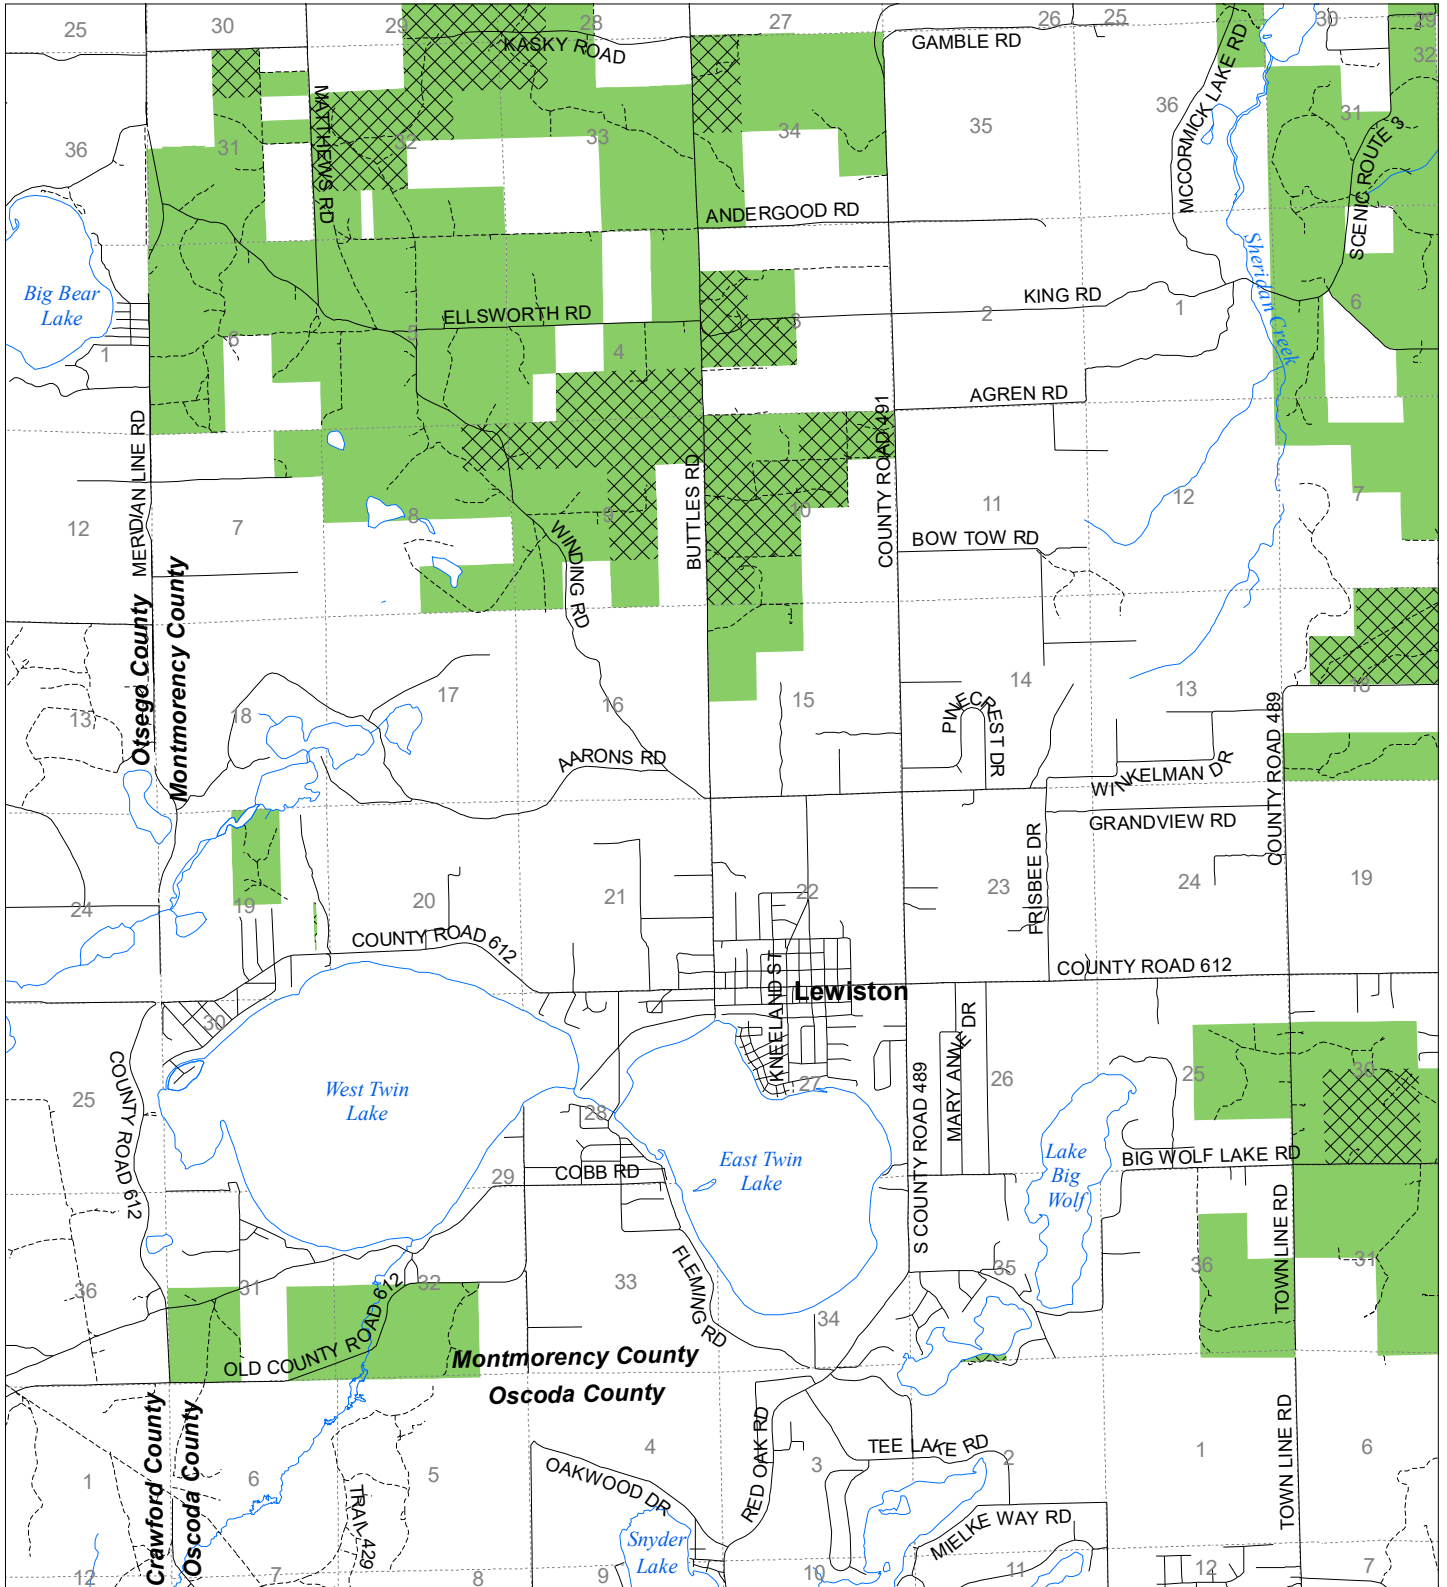 25
30
29
28
27
26
25
30
29
KASKY ROAD
GAMBLE RD
32
36
31
MATTHEWS RD
32
33
34
35
36
MCCORMICK LAKE RD
31
SCENIC ROUTE 3
ANDERGOOD RD
Sheridan Creek
Big Bear
Lake
1
6
5
ELLSWORTH RD
4
3
2
KING RD
1
6
AGREN RD
MERIDIAN LINE RD
COUNTY ROAD 491
BUTTLES RD
12
7
8
9
10
11
12
7
WINDING RD
BOW TOW RD
Otsego County
Montmorency County
13
18
17
16
15
14
13
18
PINECREST DR
AARONS RD
WINKELMAN DR
COUNTY ROAD 489
GRANDVIEW RD
FRISBEE DR
24
19
20
21
22
23
24
19
COUNTY ROAD 612
COUNTY ROAD 612
KNEELAND ST
Lewiston
30
MARY ANNE DR
25
COUNTY ROAD 612
West Twin
Lake
28
27
S COUNTY ROAD 489
26
25
30
29
COBB RD
East Twin
Lake
Lake
Big
Wolf
BIG WOLF LAKE RD
TOWNLINE RD
36
31
32
33
FLEMING RD
34
35
36
31
OLD COUNTY ROAD 612
Montmorency County
Oscoda County
Crawford County
Oscoda County
1
6
5
4
3
2
1
6
TRAIL 429
OAKWOOD DR
RED OAK RD
TEE LAKE RD
MIELKE WAY RD
TOWN LINE RD
Snyder
Lake
12
7
8
9
10
11
12
7